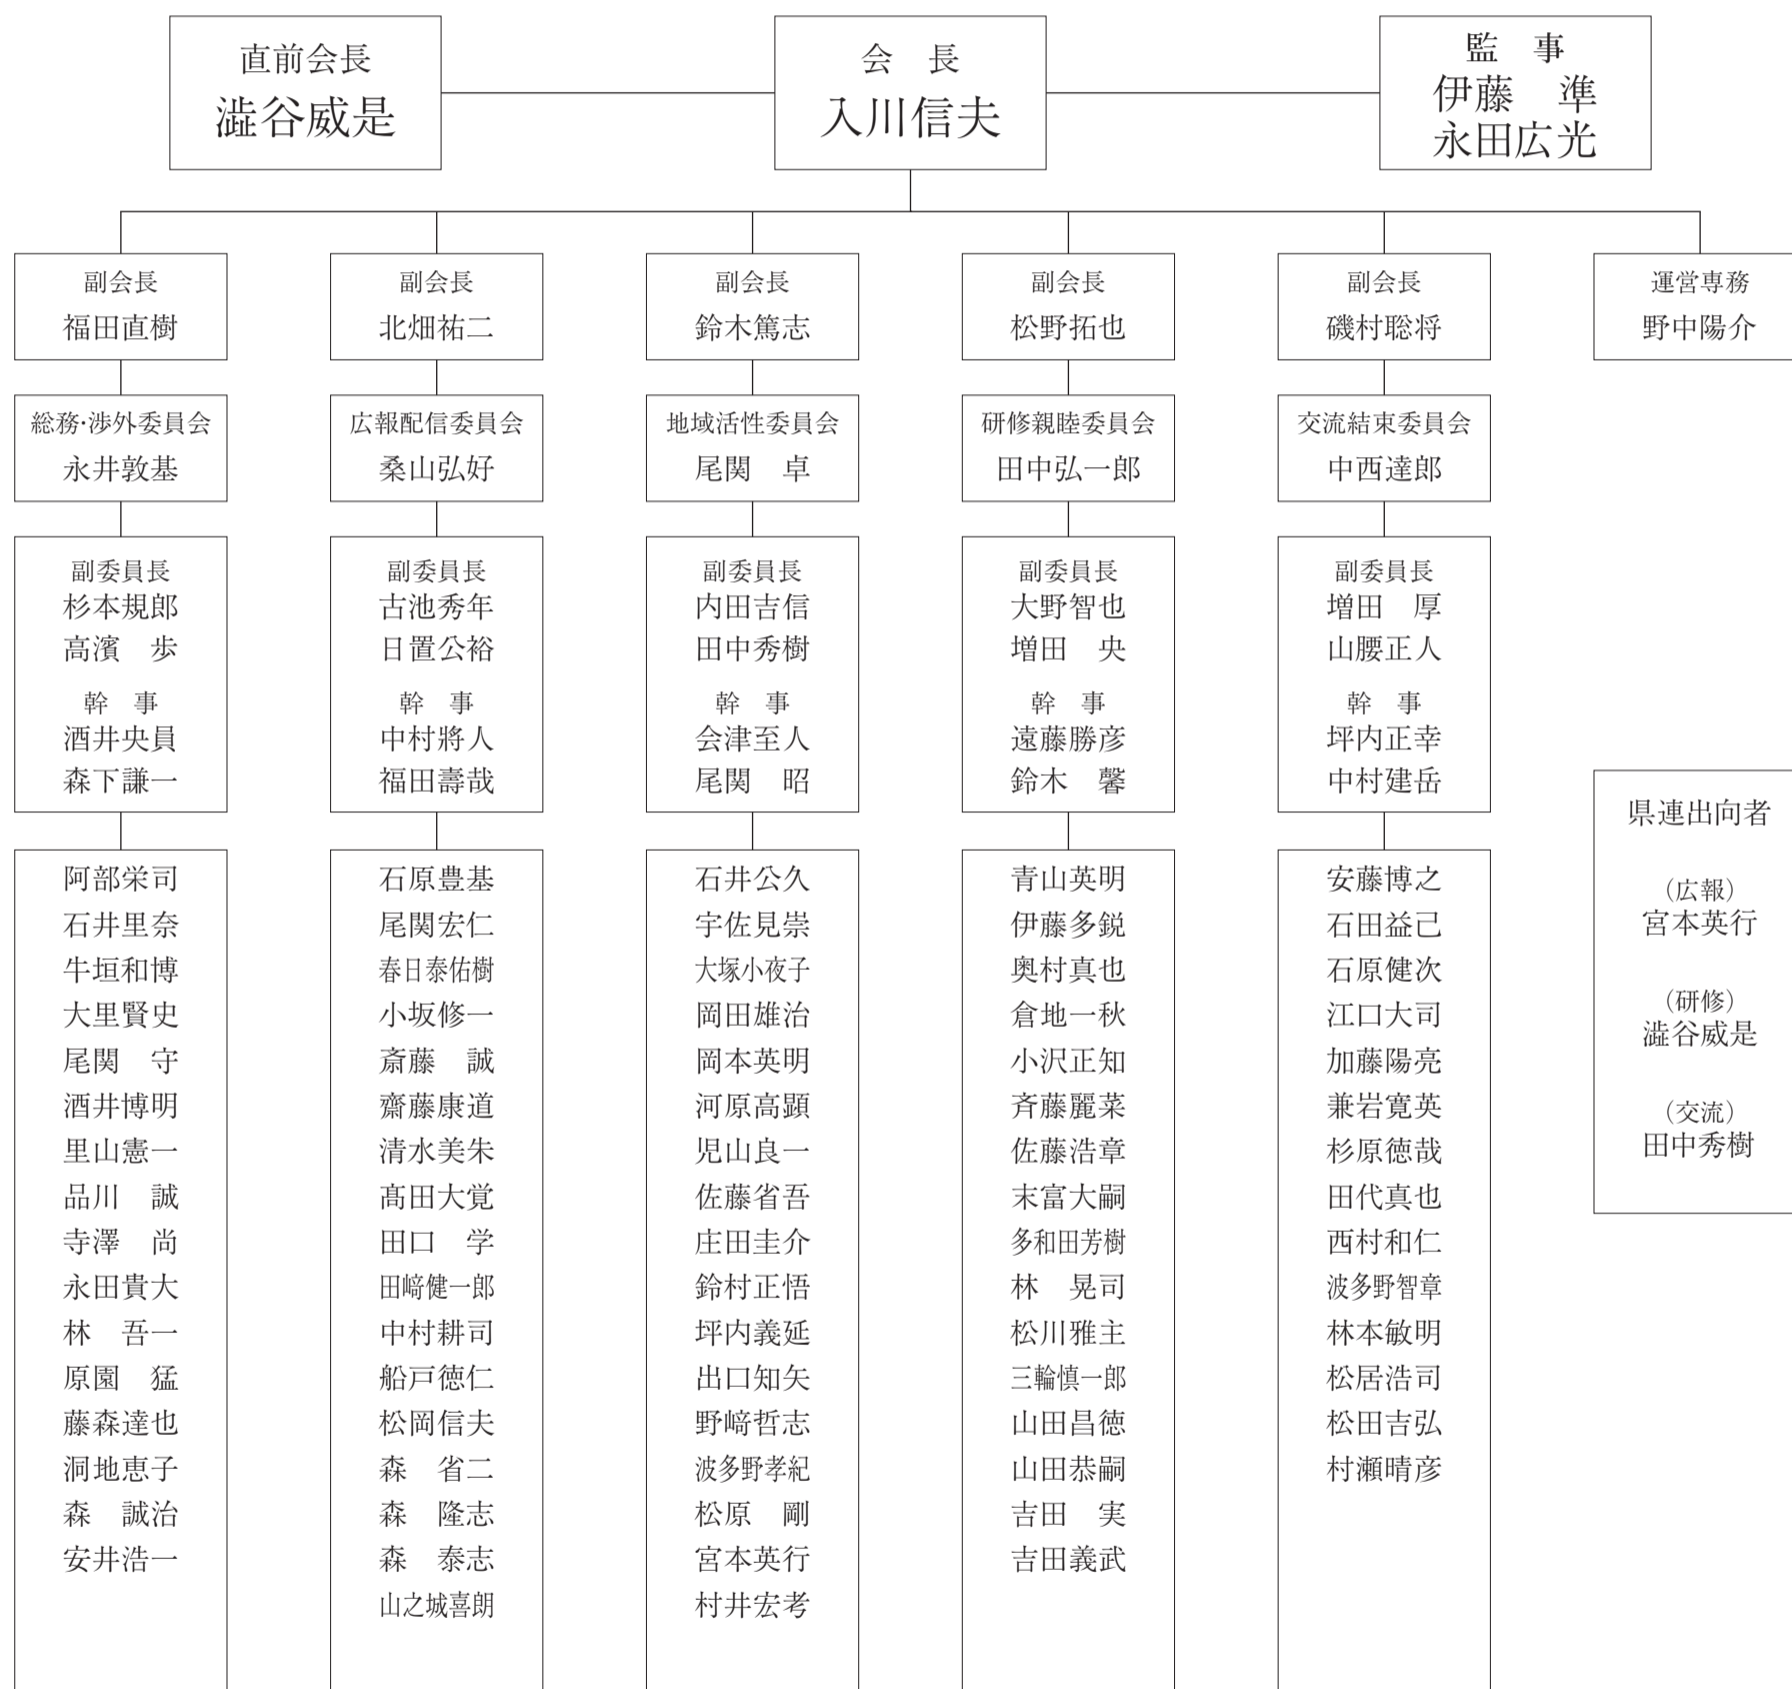 直前会長
澁谷威是
会　長
入川信夫
監　事
伊藤　準
永田広光
副会長
福田直樹
副会長
北畑祐二
副会長
鈴木篤志
副会長
松野拓也
副会長
磯村聡将
運営専務
野中陽介
総務・渉外委員会
永井敦基
広報配信委員会
桑山弘好
地域活性委員会
尾関　卓
研修親睦委員会
田中弘一郎
交流結束委員会
中西達郎
副委員長
杉本規郎
高濱　歩
幹　事
酒井央員
森下謙一
副委員長
古池秀年
日置公裕
幹　事
中村將人
福田壽哉
副委員長
内田吉信
田中秀樹
幹　事
会津至人
尾関　昭
副委員長
大野智也
増田　央
幹　事
遠藤勝彦
鈴木　馨
副委員長
増田　厚
山腰正人
幹　事
坪内正幸
中村建岳
阿部栄司
石井里奈
牛垣和博
大里賢史
尾関　守
酒井博明
里山憲一
品川　誠
寺澤　尚
永田貴大
林　吾一
原園　猛
藤森達也
洞地恵子
森　誠治
安井浩一
石原豊基
尾関宏仁
春日泰佑樹
小坂修一
斎藤　誠
齋藤康道
清水美朱
髙田大覚
田口　学
田﨑健一郎
中村耕司
船戸徳仁
松岡信夫
森　省二
森　隆志
森　泰志
山之城喜朗
石井公久
宇佐見崇
大塚小夜子
岡田雄治
岡本英明
河原高顕
児山良一
佐藤省吾
庄田圭介
鈴村正悟
坪内義延
出口知矢
野﨑哲志
波多野孝紀
松原　剛
宮本英行
村井宏考
青山英明
伊藤多鋭
奥村真也
倉地一秋
小沢正知
斉藤麗菜
佐藤浩章
末富大嗣
多和田芳樹
林　晃司
松川雅主
三輪慎一郎
山田昌徳
山田恭嗣
吉田　実
吉田義武
安藤博之
石田益己
石原健次
江口大司
加藤陽亮
兼岩寛英
杉原徳哉
田代真也
西村和仁
波多野智章
林本敏明
松居浩司
松田吉弘
村瀬晴彦
県連出向者
（広報）
宮本英行
（研修）
澁谷威是
（交流）
田中秀樹